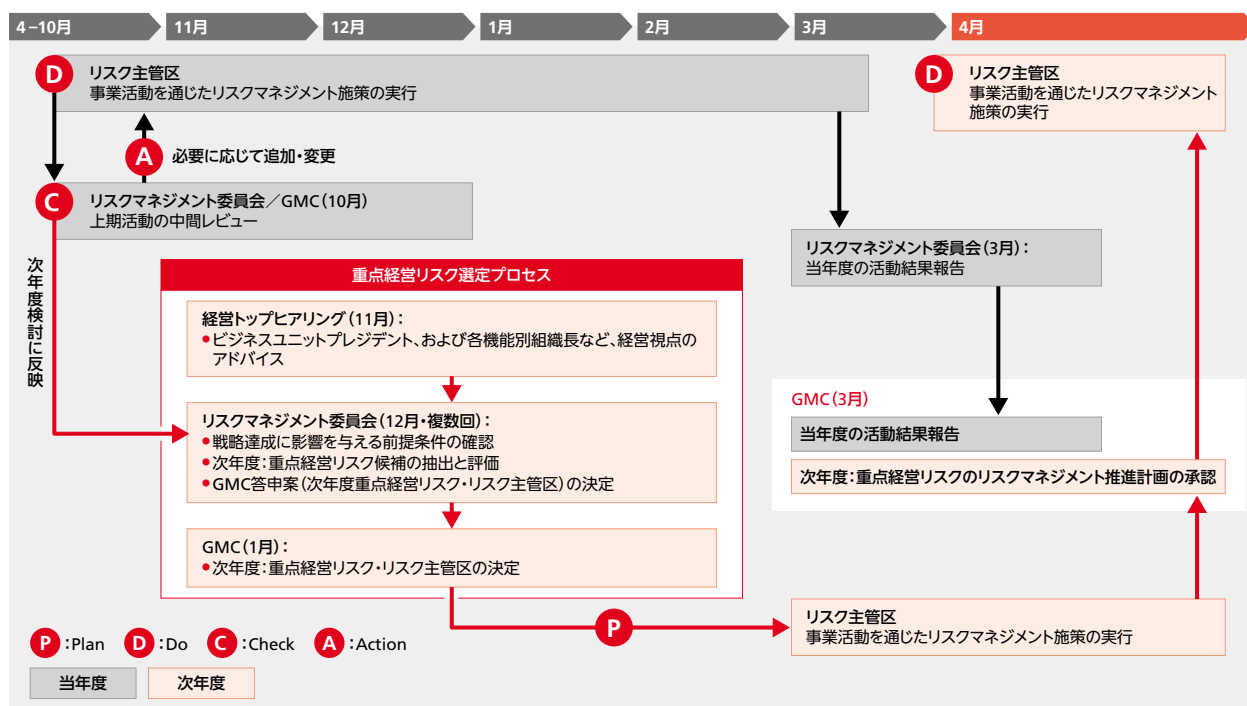 4–10月
11月
12月
1月
2月
3月
4月
D
リスク主管区
事業活動を通じたリスクマネジメント施策の実行
D
リスク主管区
事業活動を通じたリスクマネジメント
施策の実行
A
必要に応じて追加・変更
C
リスクマネジメント委員会／GMC（10月）
上期活動の中間レビュー
次年度検討に反映
リスクマネジメント委員会（3月）：
当年度の活動結果報告
重点経営リスク選定プロセス
経営トップヒアリング（11月）：
●ビジネスユニットプレジデント、および各機能別組織長など、経営視点の
アドバイス
リスクマネジメント委員会（12月・複数回）：
●戦略達成に影響を与える前提条件の確認
●次年度：重点経営リスク候補の抽出と評価
●GMC答申案（次年度重点経営リスク・リスク主管区）の決定
GMC（1月）：
●次年度：重点経営リスク・リスク主管区の決定
GMC（3月）
当年度の活動結果報告
次年度：重点経営リスクのリスクマネジメント推進計画の承認
P
リスク主管区
事業活動を通じたリスクマネジメント施策の実行
P：Plan D：Do C：Check A：Action
当年度 次年度